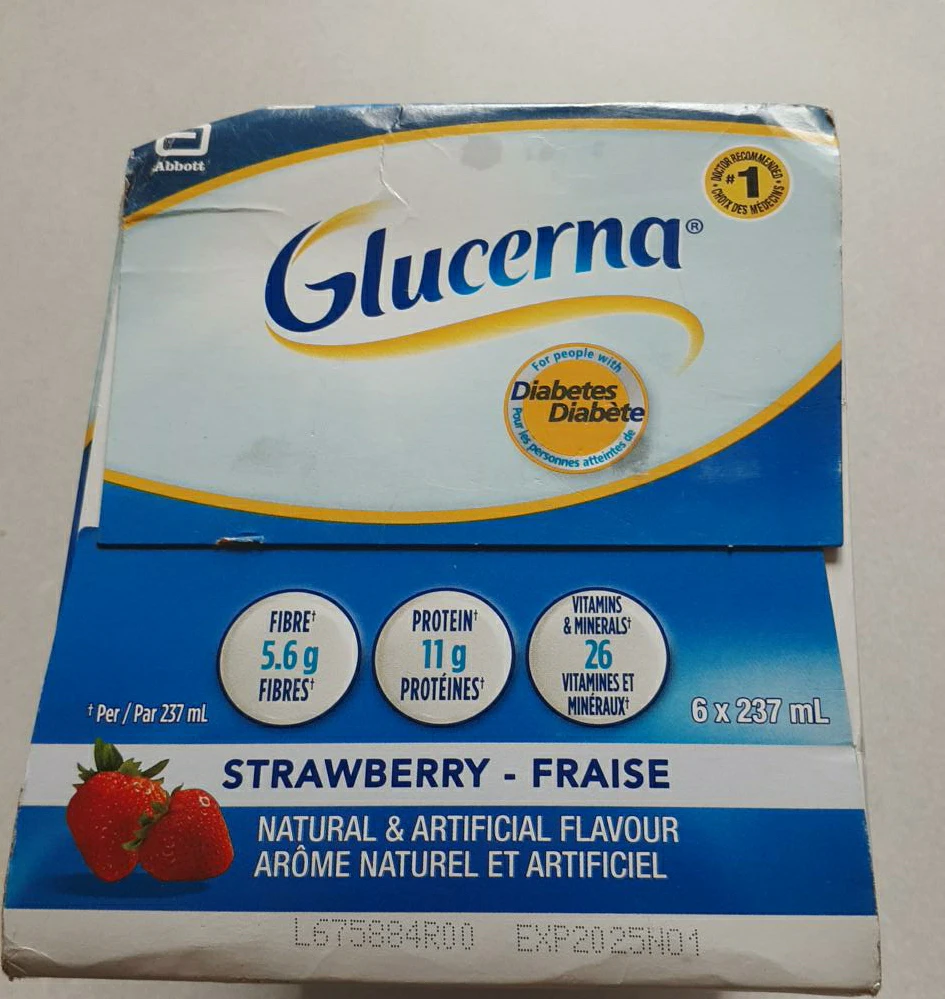 Abbott
DOCTOR RECOMMENDED
#1
CHOIX DES MÉDECINS
Glucerna®
For people with
Diabetes
Diabète
Pour les personnes atteintes de
FIBRE†
5.6 g
FIBRES†
PROTEIN†
11 g
PROTÉINES†
VITAMINS
& MINERALS†
26
VITAMINES ET
MINÉRAUX†
† Per / Par 237 mL
6 x 237 mL
STRAWBERRY - FRAISE
NATURAL & ARTIFICIAL FLAVOUR
ARÔME NATUREL ET ARTIFICIEL
L675884R00 EXP2025NO1